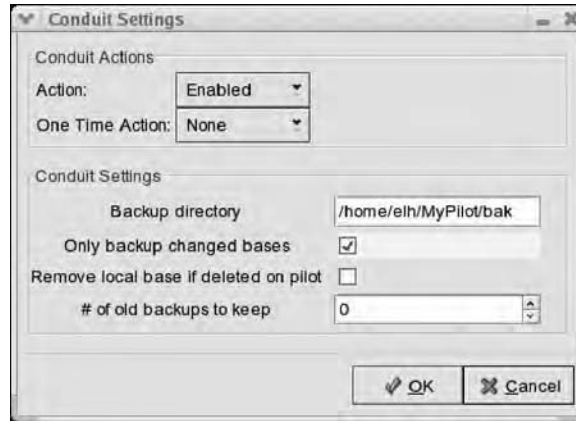 Conduit Settings
Conduit Actions
Action: Enabled
One Time Action: None
Conduit Settings
Backup directory /home/elh/MyPilot/bak
Only backup changed bases
Remove local base if deleted on pilot
# of old backups to keep 0
OK Cancel